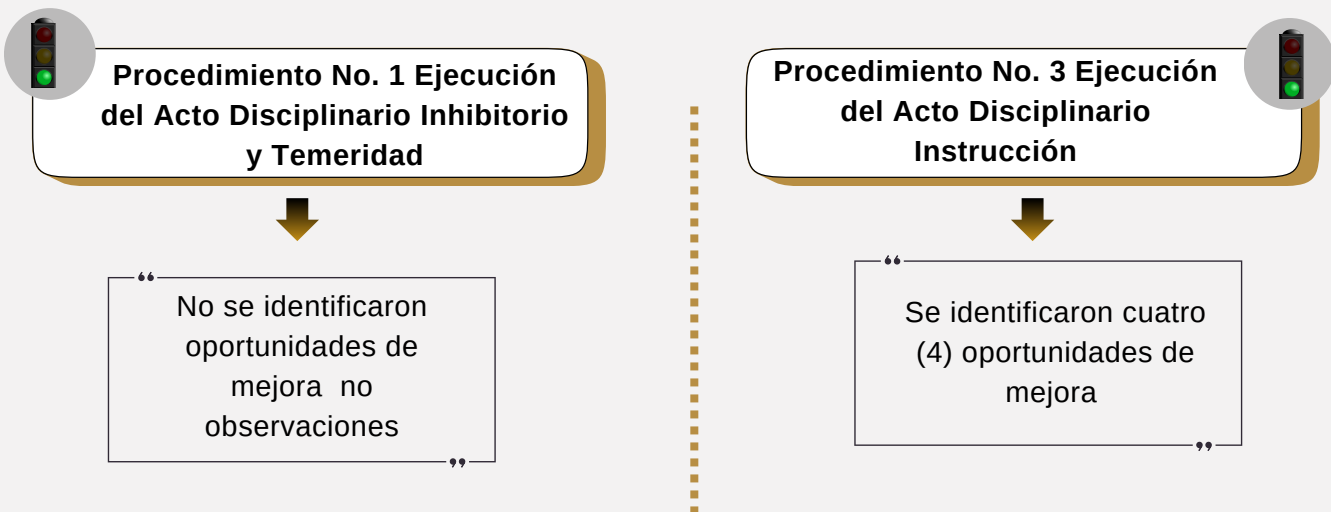 Procedimiento No. 1 Ejecución
del Acto Disciplinario Inhibitorio
y Temeridad
No se identificaron
oportunidades de
mejora  no
observaciones
Procedimiento No. 3 Ejecución
del Acto Disciplinario
Instrucción
Se identificaron cuatro
(4) oportunidades de
mejora